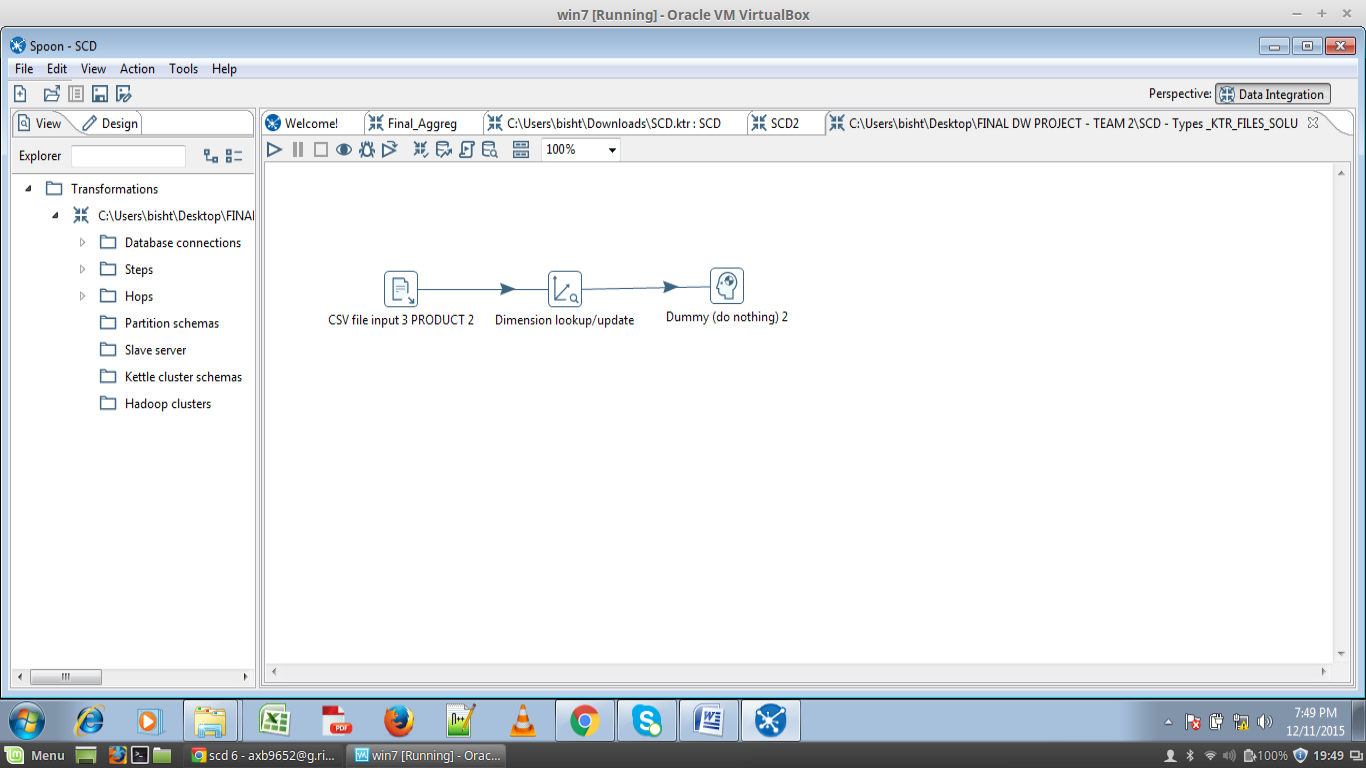 win7 [Running] - Oracle VM VirtualBox
Spoon - SCD
File Edit View Action Tools Help
Perspective: Data Integration
View Design
Welcome! Final_Aggreg C:\Users\bisht\Downloads\SCD.ktr : SCD SCD2 C:\Users\bisht\Desktop\FINAL DW PROJECT - TEAM 2\SCD - Types _KTR_FILES_SOLU
Explorer
100%
Transformations
C:\Users\bisht\Desktop\FINA
Database connections
Steps
Hops
Partition schemas
Slave server
Kettle cluster schemas
Hadoop clusters
CSV file input 3 PRODUCT 2 Dimension lookup/update Dummy (do nothing) 2
PDF
N++
7:49 PM
12/11/2015
Menu scd 6 - axb9652@g.ri... win7 [Running] - Orac... 100% 19:49